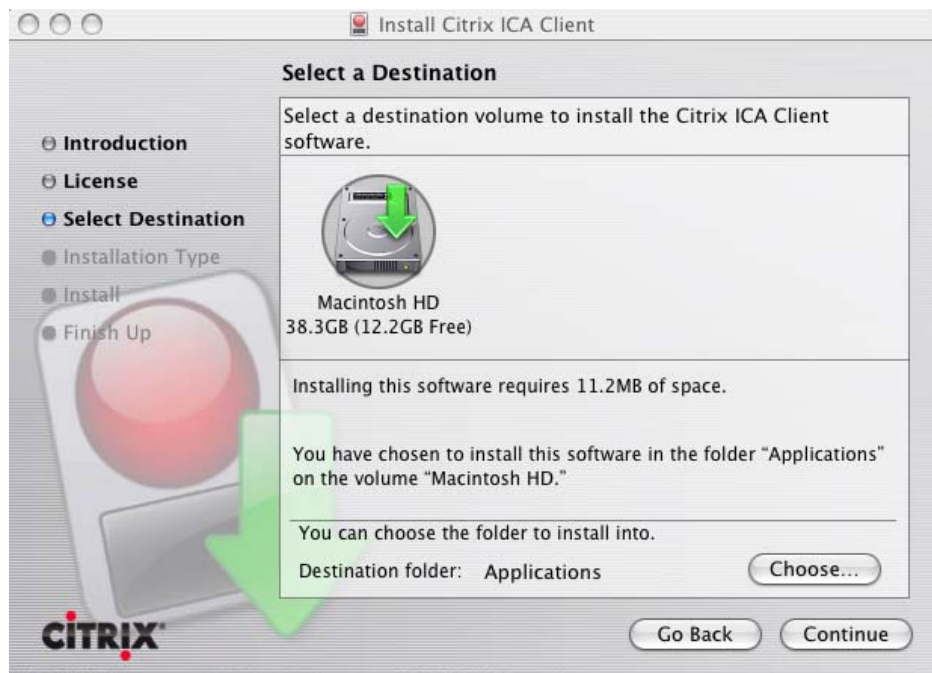 Install Citrix ICA Client
Select a Destination
Introduction
License
Select Destination
Installation Type
Install
Finish Up
Select a destination volume to install the Citrix ICA Client
software.
Macintosh HD
38.3GB (12.2GB Free)
Installing this software requires 11.2MB of space.
You have chosen to install this software in the folder “Applications”
on the volume “Macintosh HD.”
You can choose the folder to install into.
Destination folder: Applications
Choose...
CITRIX
Go Back
Continue